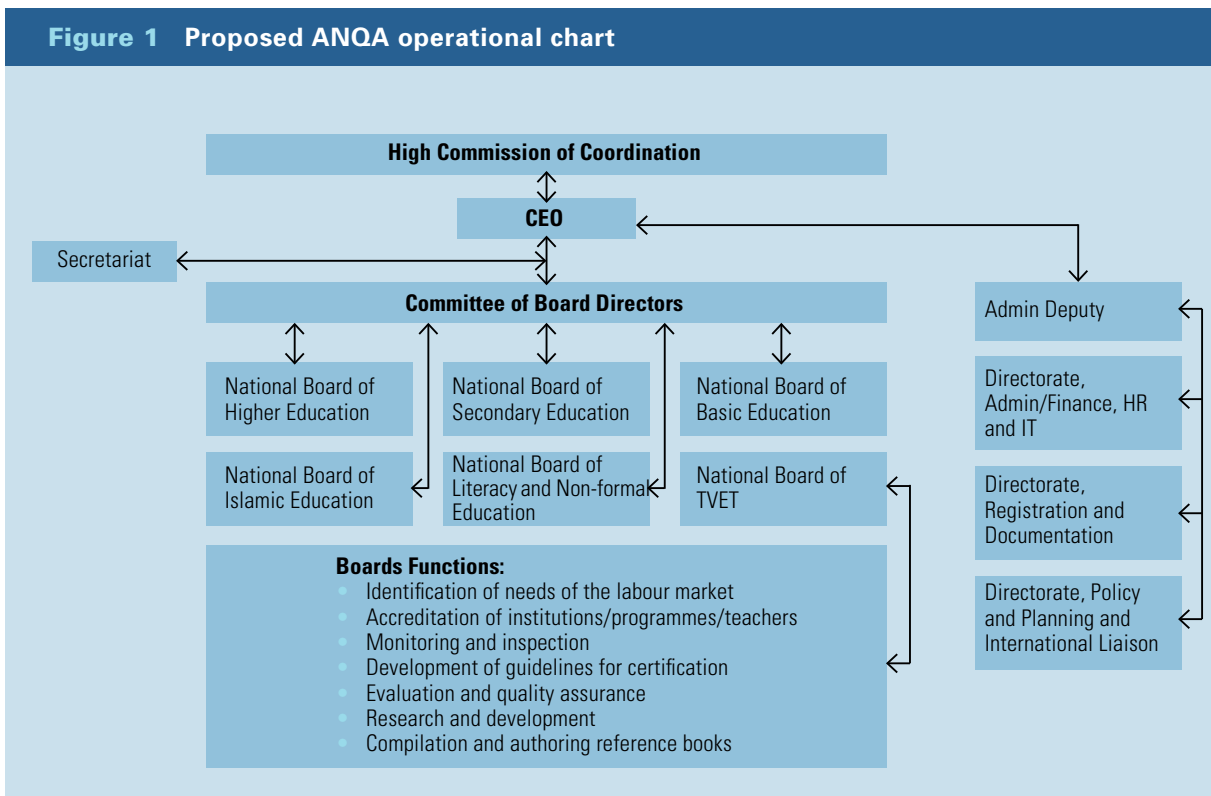 Figure 1 Proposed ANQA operational chart
High Commission of Coordination
CEO
Secretariat
Committee of Board Directors
National Board of
Higher Education
National Board of
Secondary Education
National Board of
Basic Education
National Board of
Islamic Education
National Board of
Literacy and Non-formal
Education
National Board of
TVET
Boards Functions:
• Identification of needs of the labour market
• Accreditation of institutions/programmes/teachers
• Monitoring and inspection
• Development of guidelines for certification
• Evaluation and quality assurance
• Research and development
• Compilation and authoring reference books
Admin Deputy
Directorate,
Admin/Finance, HR
and IT
Directorate,
Registration and
Documentation
Directorate, Policy
and Planning and
International Liaison